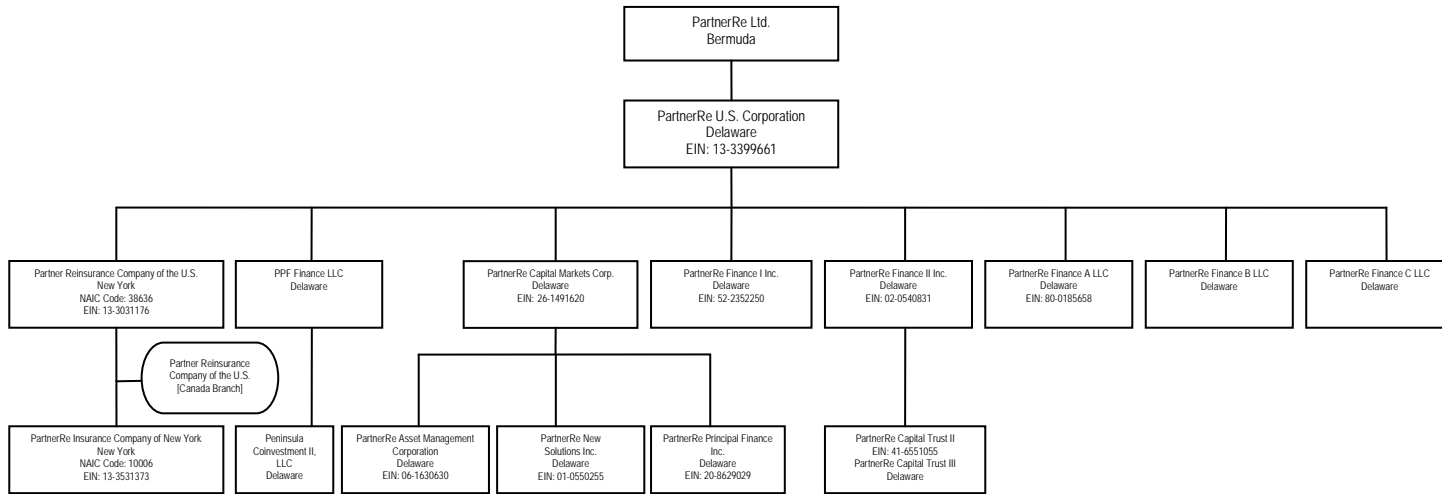 PartnerRe Ltd.
Bermuda
PartnerRe U.S. Corporation
Delaware
EIN: 13-3399661
Partner Reinsurance Company of the U.S.
New York
NAIC Code: 38636
EIN: 13-3031176
PPF Finance LLC
Delaware
PartnerRe Capital Markets Corp.
Delaware
EIN: 26-1491620
PartnerRe Finance I Inc.
Delaware
EIN: 52-2352250
PartnerRe Finance II Inc.
Delaware
EIN: 02-0540831
PartnerRe Finance A LLC
Delaware
EIN: 80-0185658
PartnerRe Finance B LLC
Delaware
PartnerRe Finance C LLC
Delaware
Partner Reinsurance
Company of the U.S.
[Canada Branch]
PartnerRe Insurance Company of New York
New York
NAIC Code: 10006
EIN: 13-3531373
Peninsula
Coinvestment II,
LLC
Delaware
PartnerRe Asset Management
Corporation
Delaware
EIN: 06-1630630
PartnerRe New
Solutions Inc.
Delaware
EIN: 01-0550255
PartnerRe Principal Finance
Inc.
Delaware
EIN: 20-8629029
PartnerRe Capital Trust II
EIN: 41-6551055
PartnerRe Capital Trust III
Delaware